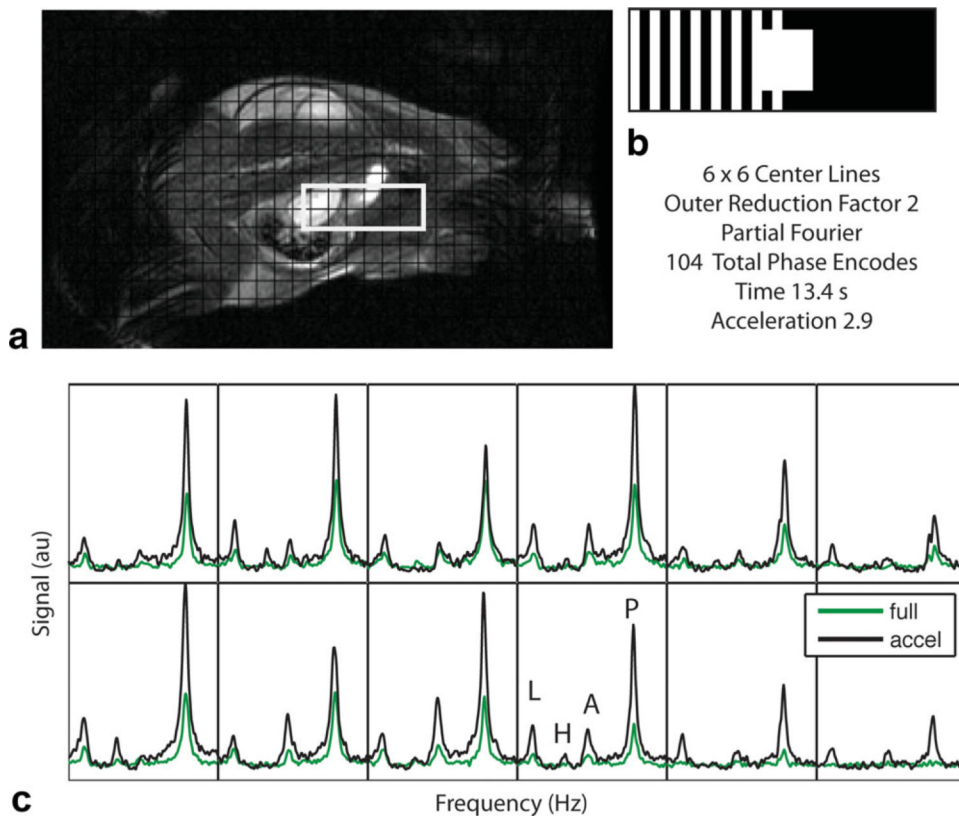 a
b
6 x 6 Center Lines
Outer Reduction Factor 2
Partial Fourier
104 Total Phase Encodes
Time 13.4 s
Acceleration 2.9
Signal (au)
L
H
A
P
full
accel
c
Frequency (Hz)